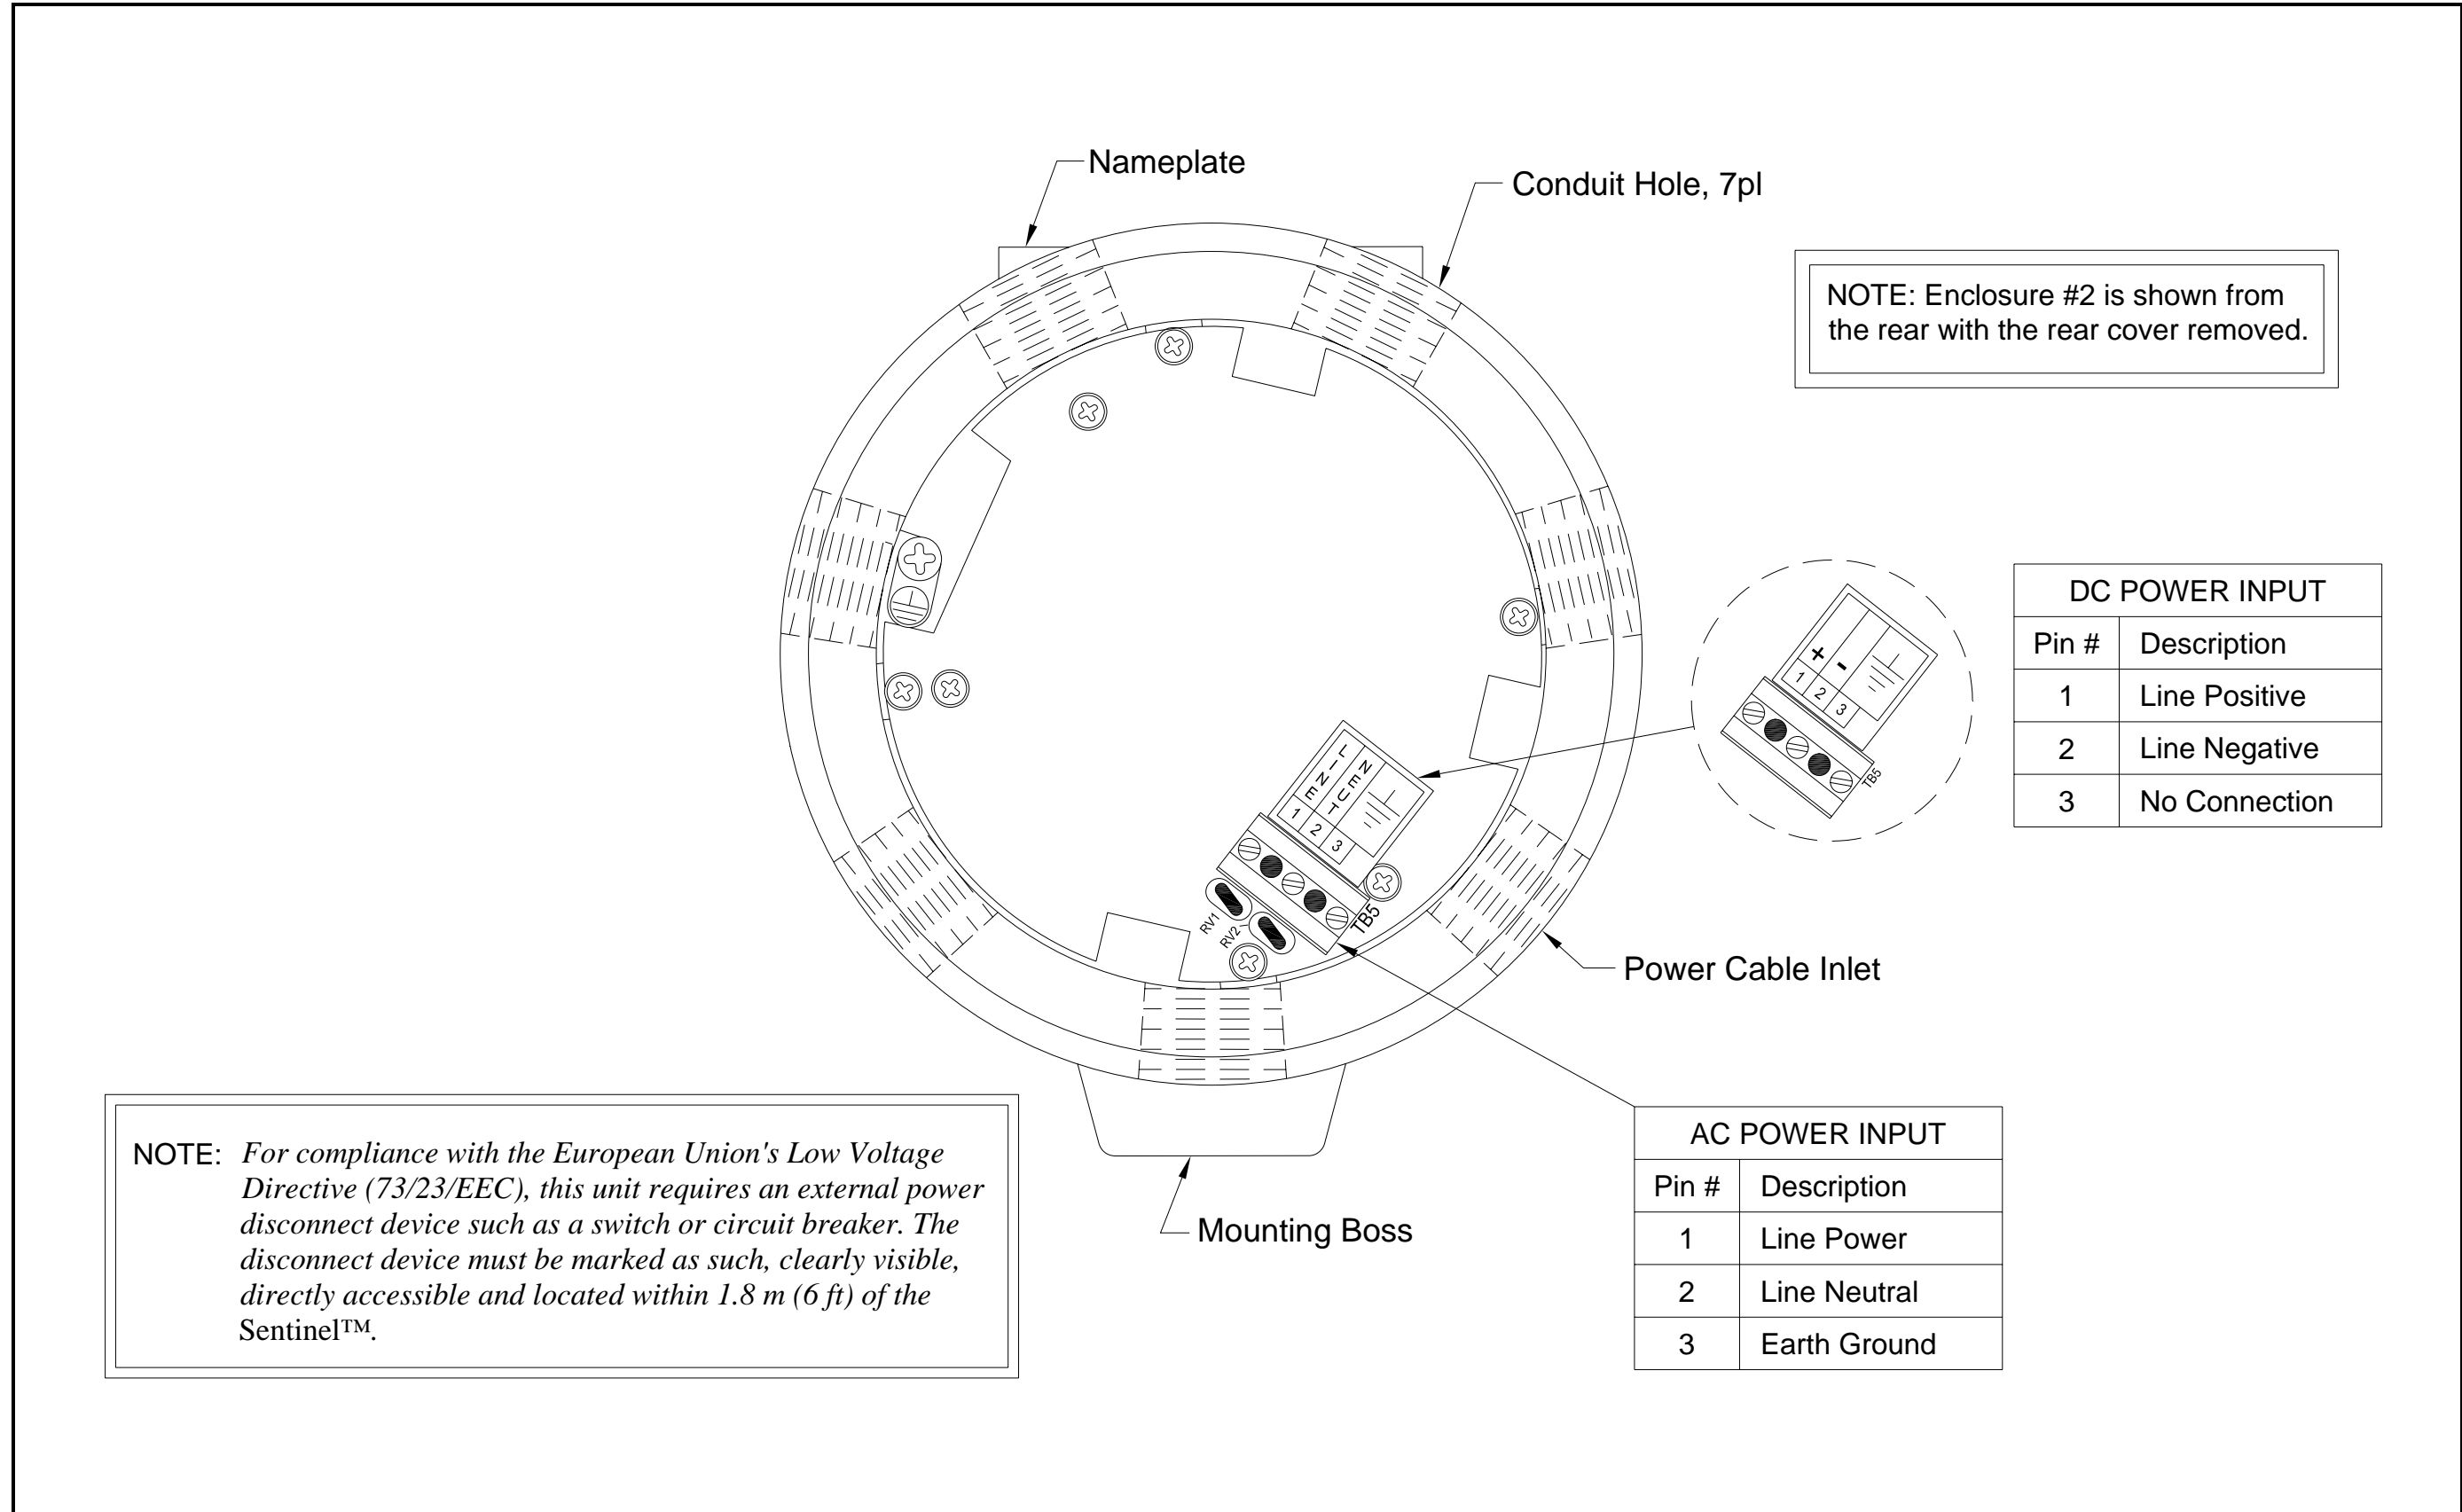 Nameplate
Conduit Hole, 7pl
NOTE: Enclosure #2 is shown from
the rear with the rear cover removed.
DC POWER INPUT
Pin # Description
1 Line Positive
2 Line Negative
3 No Connection
+ -
1 2 3
TB5
LINE
NEUT
1 2 3
TB5
RV1
RV2
Power Cable Inlet
AC POWER INPUT
Pin # Description
1 Line Power
2 Line Neutral
3 Earth Ground
Mounting Boss
NOTE: For compliance with the European Union's Low Voltage
Directive (73/23/EEC), this unit requires an external power
disconnect device such as a switch or circuit breaker. The
disconnect device must be marked as such, clearly visible,
directly accessible and located within 1.8 m (6 ft) of the
Sentinel™.